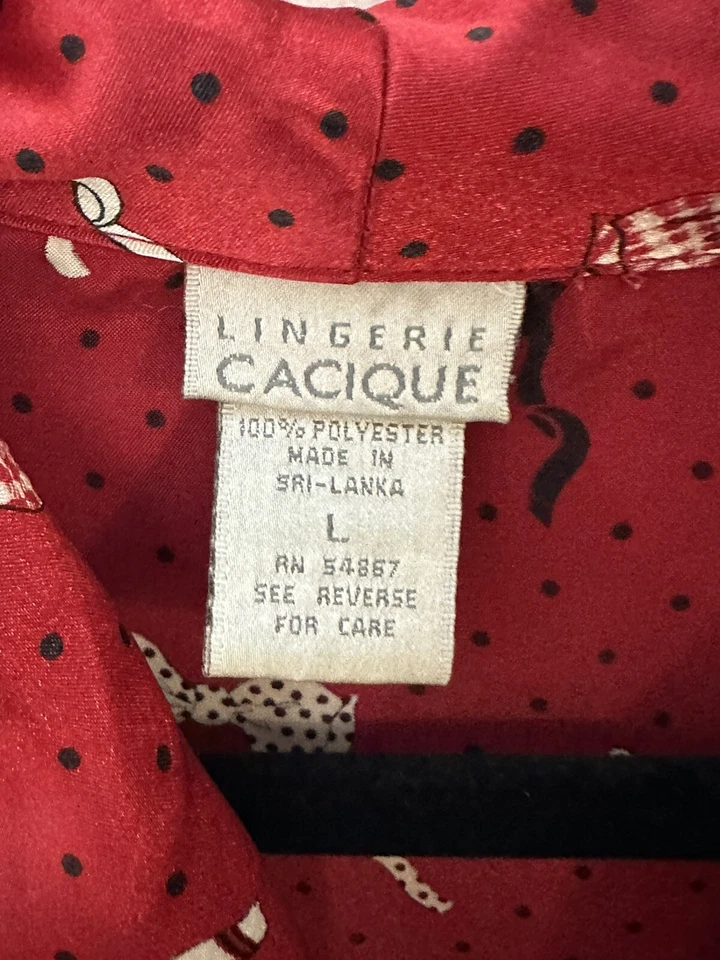 LINGERIE
CACIQUE
100% POLYESTER
MADE IN
SRI-LANKA
L
RN 54867
SEE REVERSE
FOR CARE